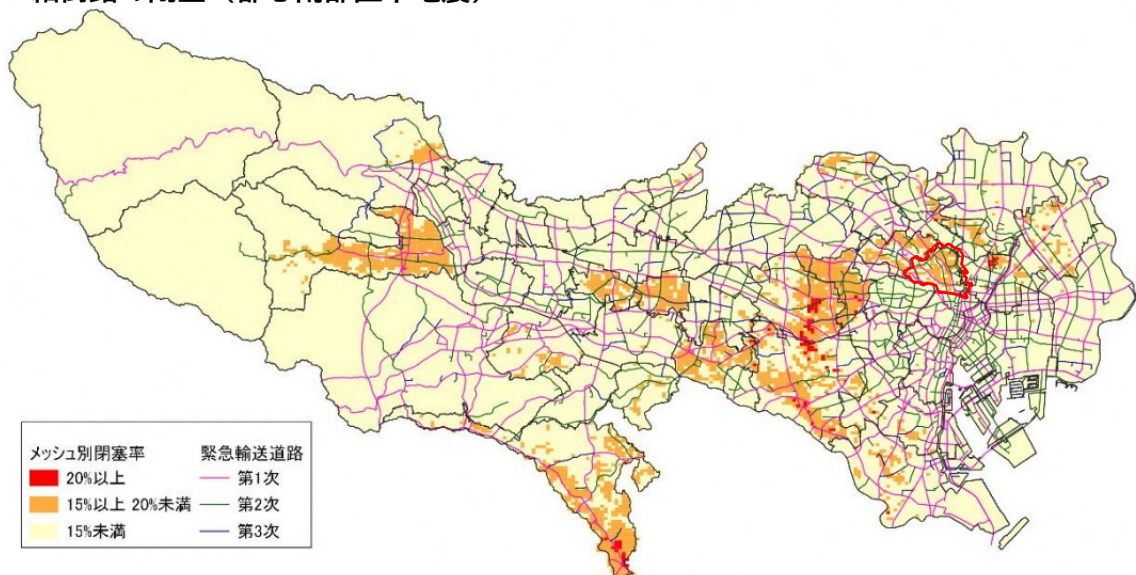 メッシュ別閉塞率
20%以上
15%以上 20%未満
15%未満
緊急輸送道路
第1次
第2次
第3次